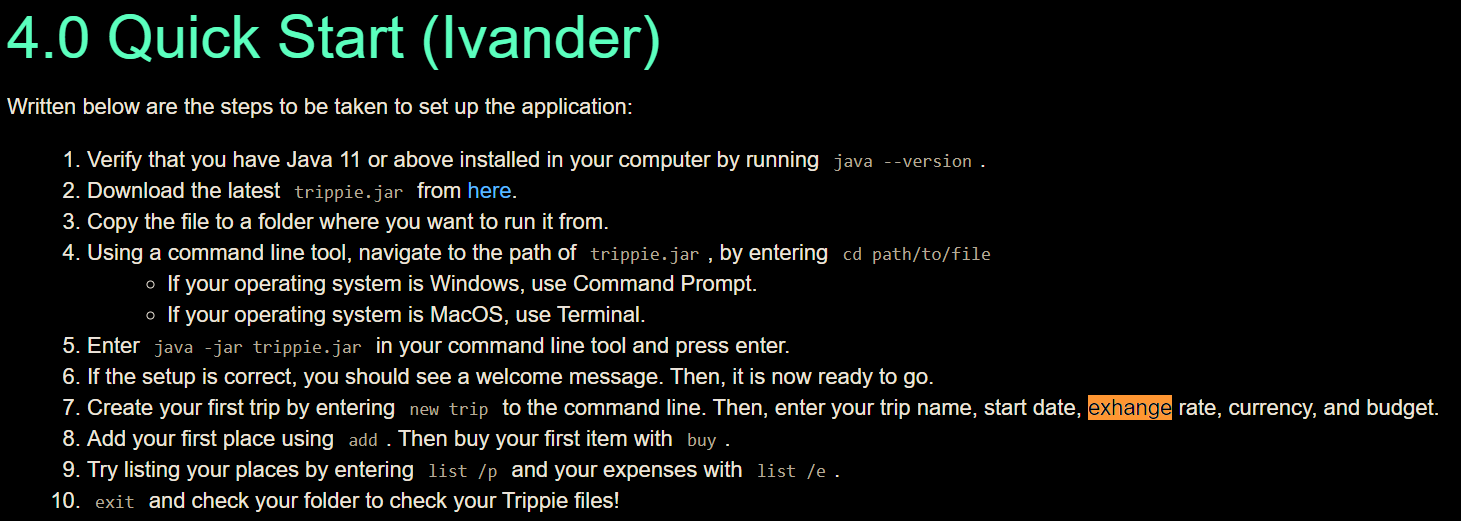 4.0 Quick Start (Ivander)
Written below are the steps to be taken to set up the application:
1. Verify that you have Java 11 or above installed in your computer by running java --version .
2. Download the latest trippie.jar from here.
3. Copy the file to a folder where you want to run it from.
4. Using a command line tool, navigate to the path of trippie.jar , by entering cd path/to/file
◦ If your operating system is Windows, use Command Prompt.
◦ If your operating system is MacOS, use Terminal.
5. Enter java -jar trippie.jar in your command line tool and press enter.
6. If the setup is correct, you should see a welcome message. Then, it is now ready to go.
7. Create your first trip by entering new trip to the command line. Then, enter your trip name, start date, exhange rate, currency, and budget.
8. Add your first place using add . Then buy your first item with buy .
9. Try listing your places by entering list /p and your expenses with list /e .
10. exit and check your folder to check your Trippie files!